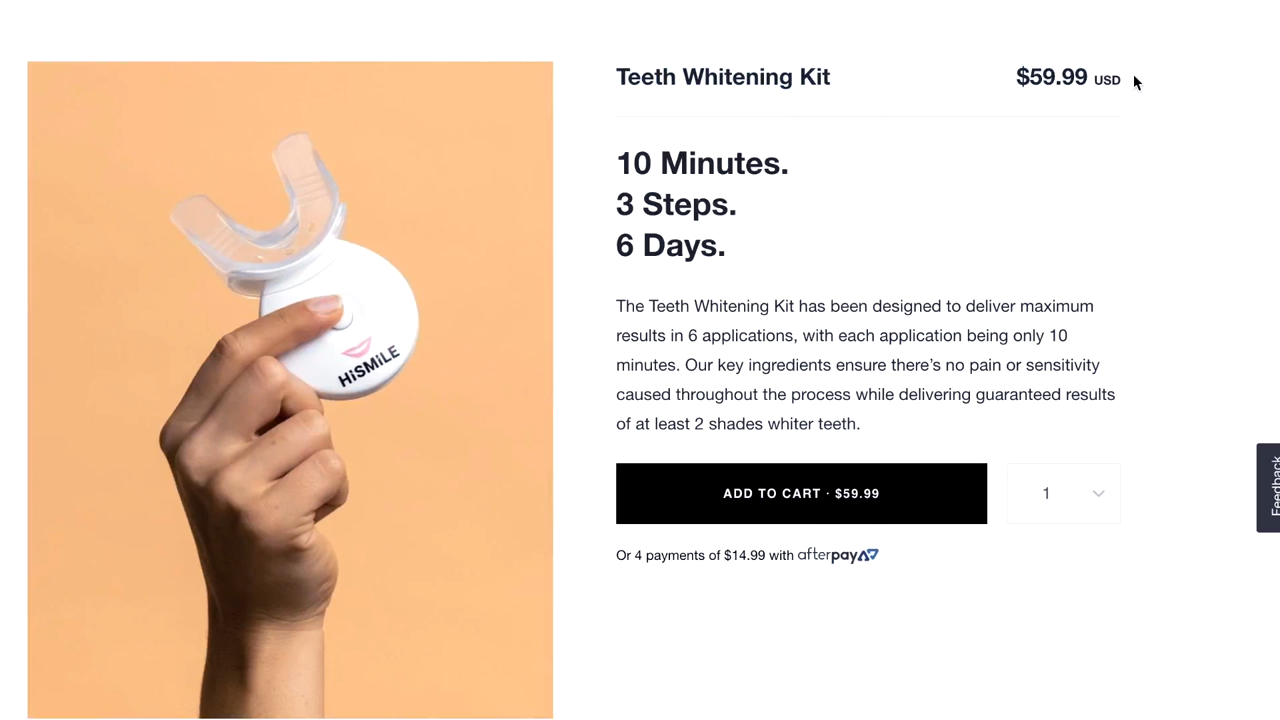 Teeth Whitening Kit
$59.99 USD
10 Minutes.
3 Steps.
6 Days.
The Teeth Whitening Kit has been designed to deliver maximum
results in 6 applications, with each application being only 10
minutes. Our key ingredients ensure there’s no pain or sensitivity
caused throughout the process while delivering guaranteed results
of at least 2 shades whiter teeth.
ADD TO CART · $59.99
1
Or 4 payments of $14.99 with afterpay
HiSMiLE
Feedback